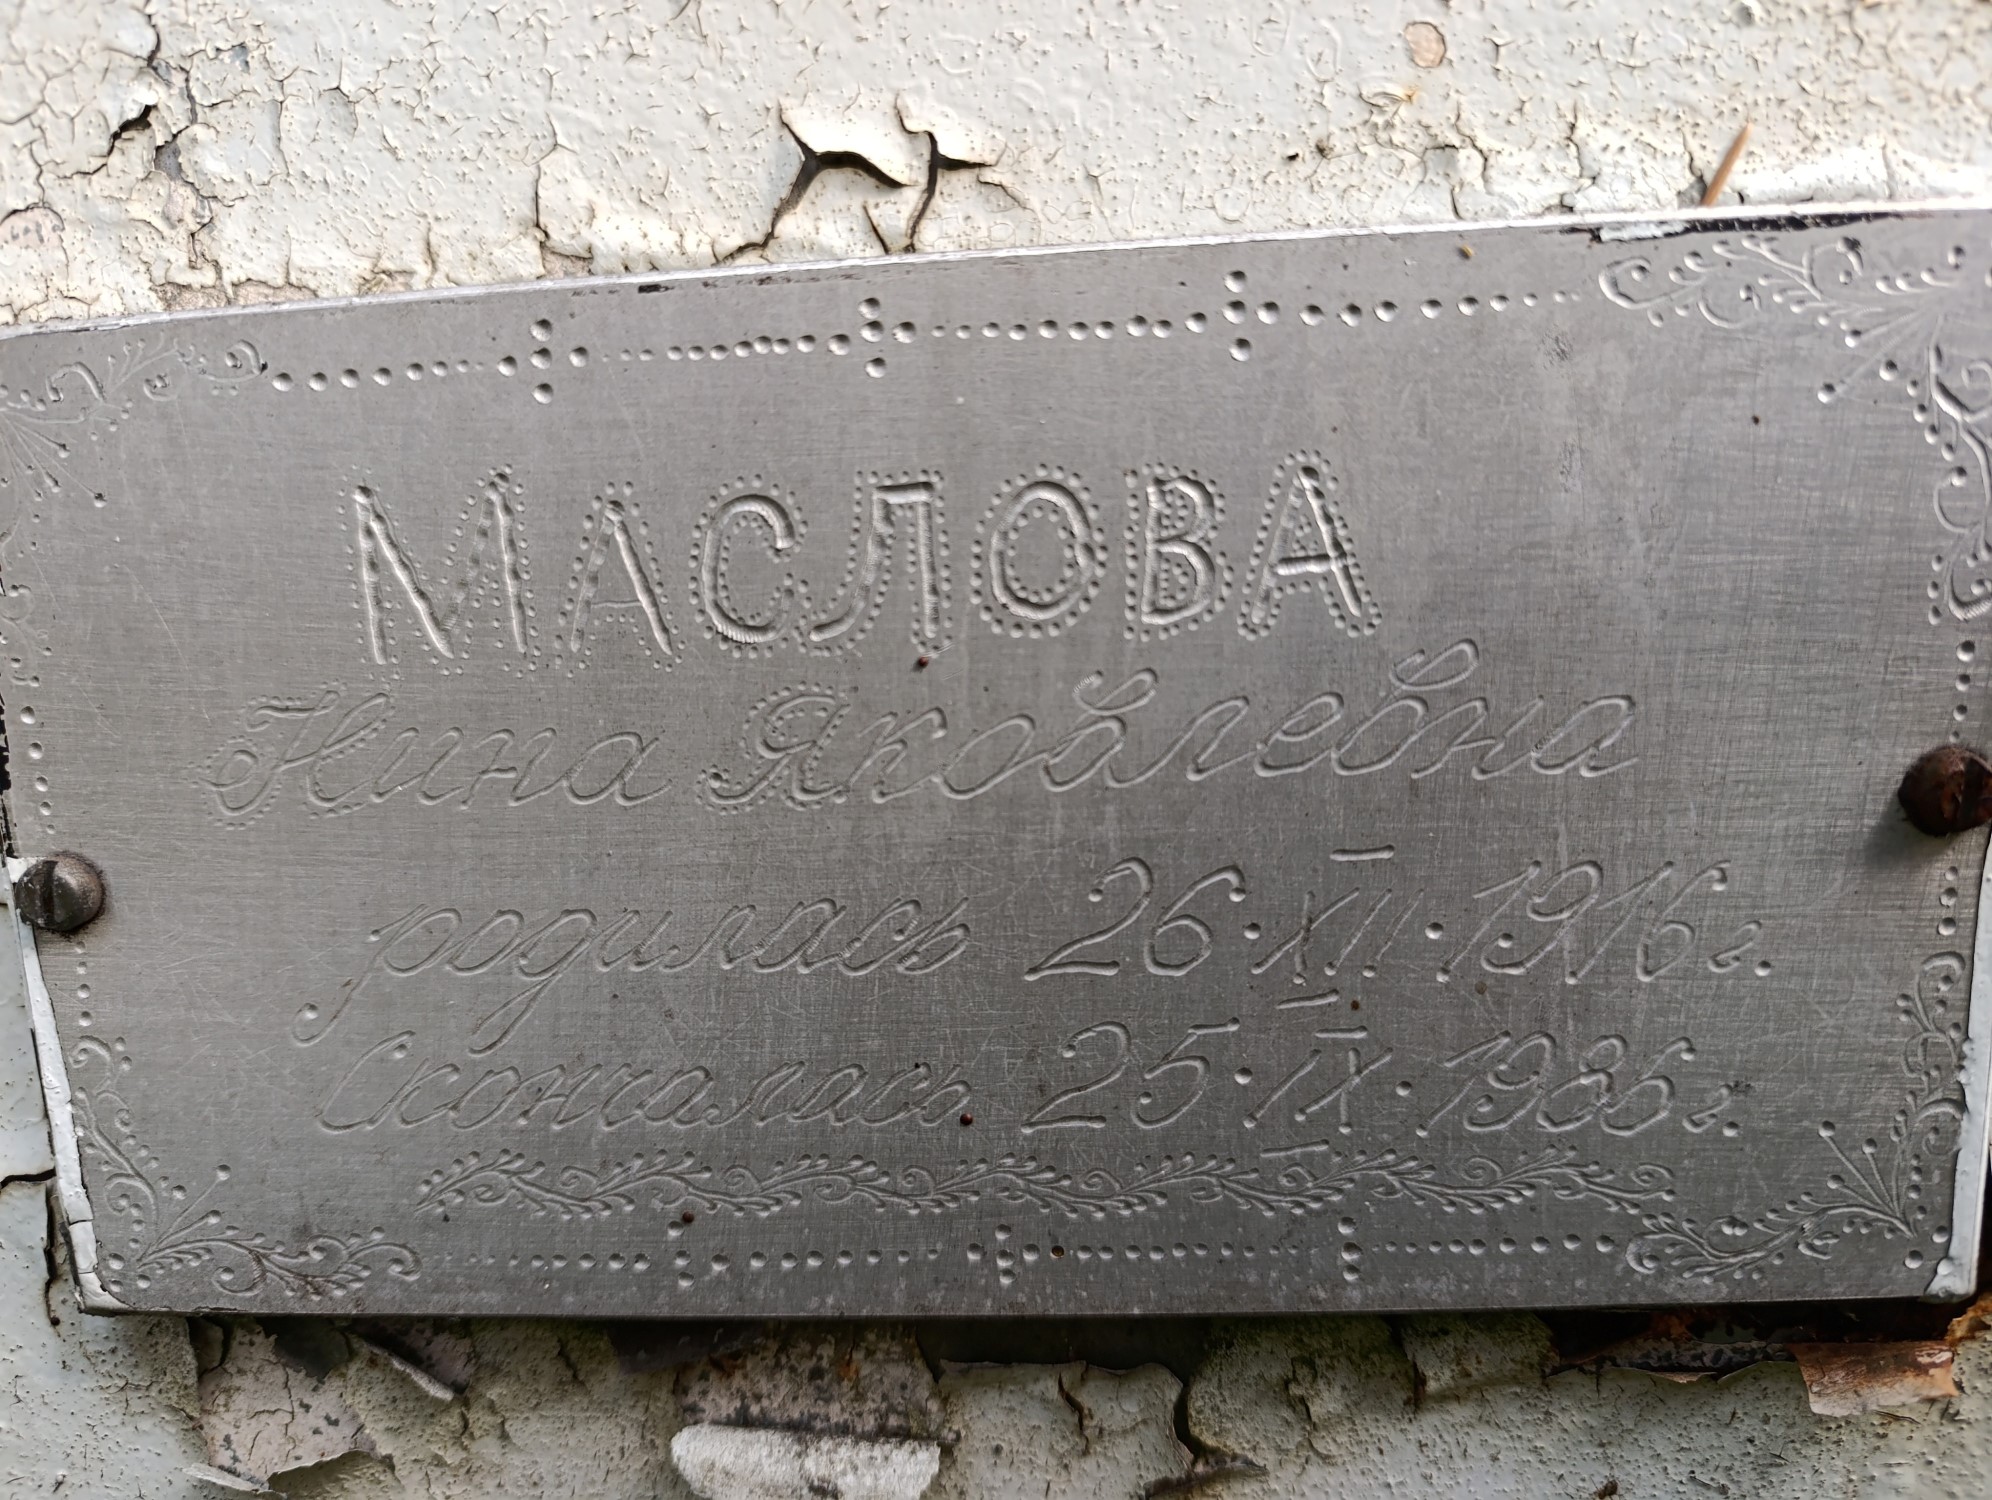 МАСЛОВА
Нина Яковлевна
родилась 26·XII·1916г.
Скончалась 25·IX·1986г.